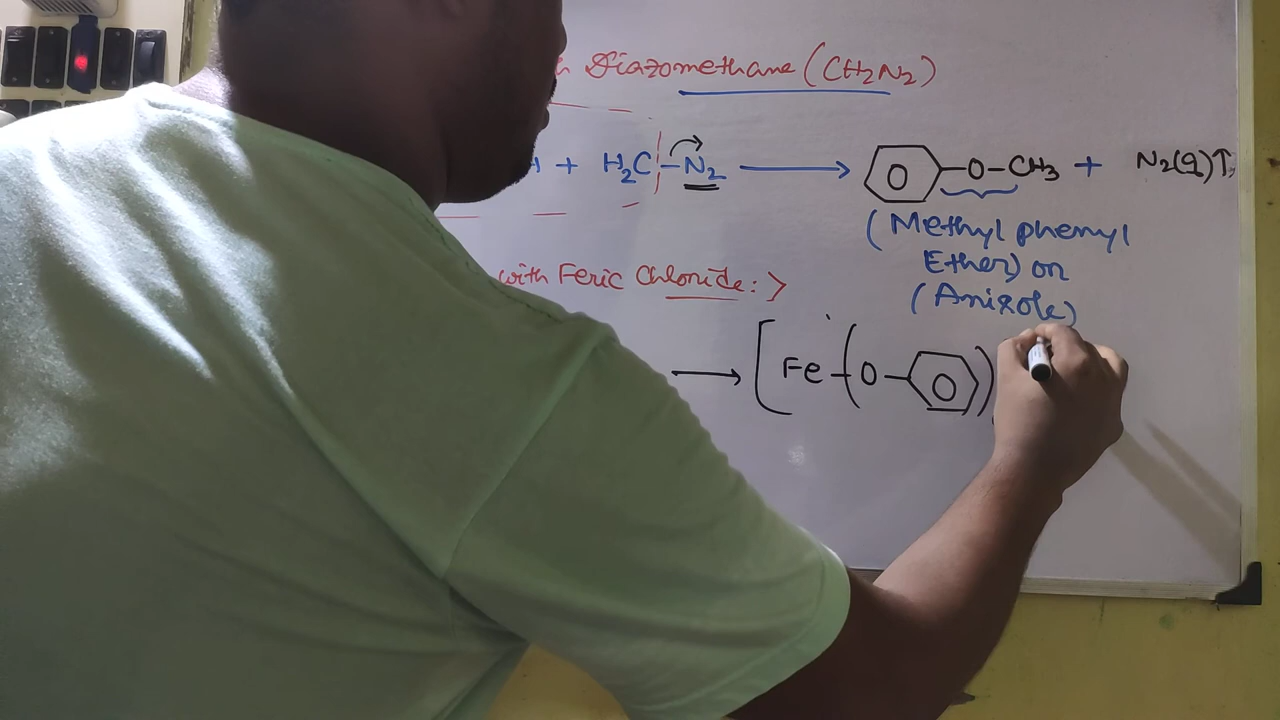 Diazomethane (CH2N2)
+ H2C-N2 ⟶ -O-CH3 + N2(g)↑
(Methyl phenyl
Ether) or
(Anisole)
with Feric Chloride:>
⟶ [Fe-(O-)